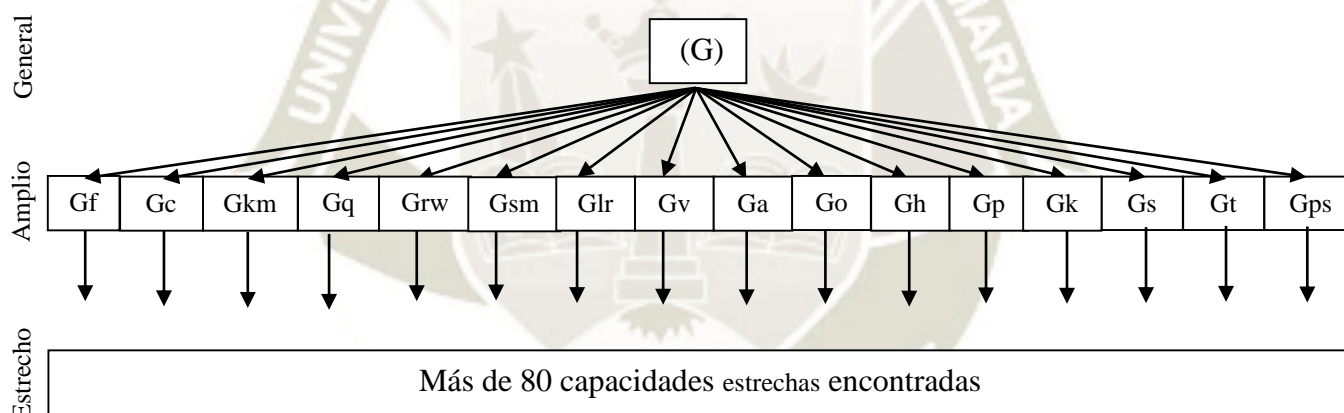 General
(G)
Amplio
Gf Gc Gkm Gq Grw Gsm Glr Gv Ga Go Gh Gp Gk Gs Gt Gps
Estrecho
Más de 80 capacidades estrechas encontradas
MARIA